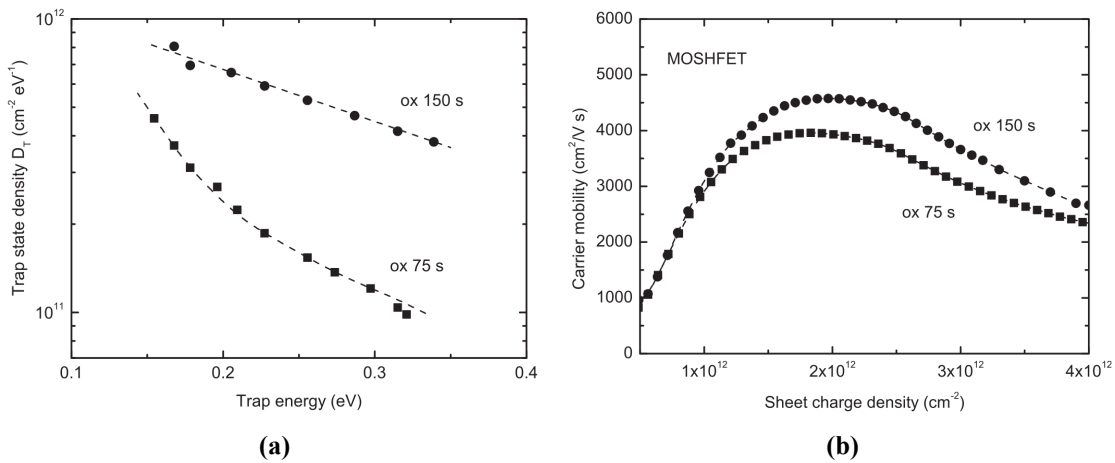 10^12
10^11
Trap state density D_T (cm^-2 eV^-1)
ox 150 s
ox 75 s
0.1 0.2 0.3 0.4
Trap energy (eV)
(a)
6000
5000
4000
3000
2000
1000
0
Carrier mobility (cm^2/V s)
MOSHFET
ox 150 s
ox 75 s
1x10^12 2x10^12 3x10^12 4x10^12
Sheet charge density (cm^-2)
(b)